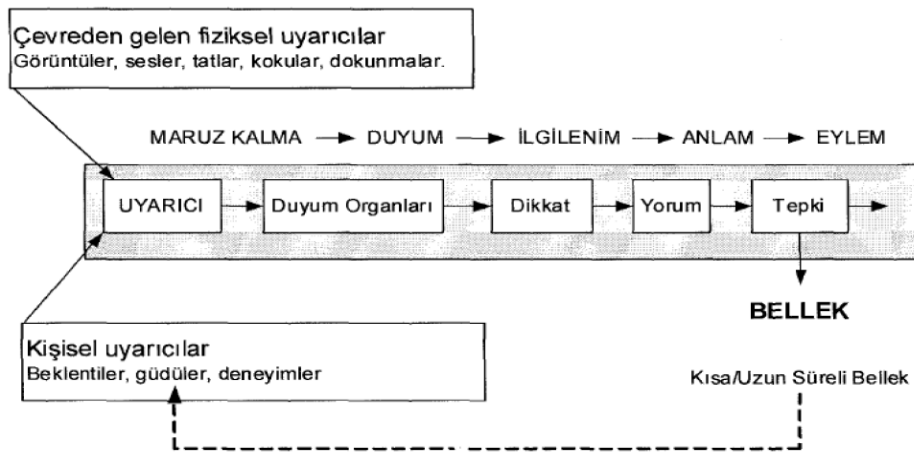 Çevreden gelen fiziksel uyarıcılar
Görüntüler, sesler, tatlar, kokular, dokunmalar.
MARUZ KALMA DUYUM İLGİLENİM ANLAM EYLEM
UYARICI Duyum Organları Dikkat Yorum Tepki
BELLEK
Kişisel uyarıcılar
Beklentiler, güdüler, deneyimler
Kısa/Uzun Süreli Bellek